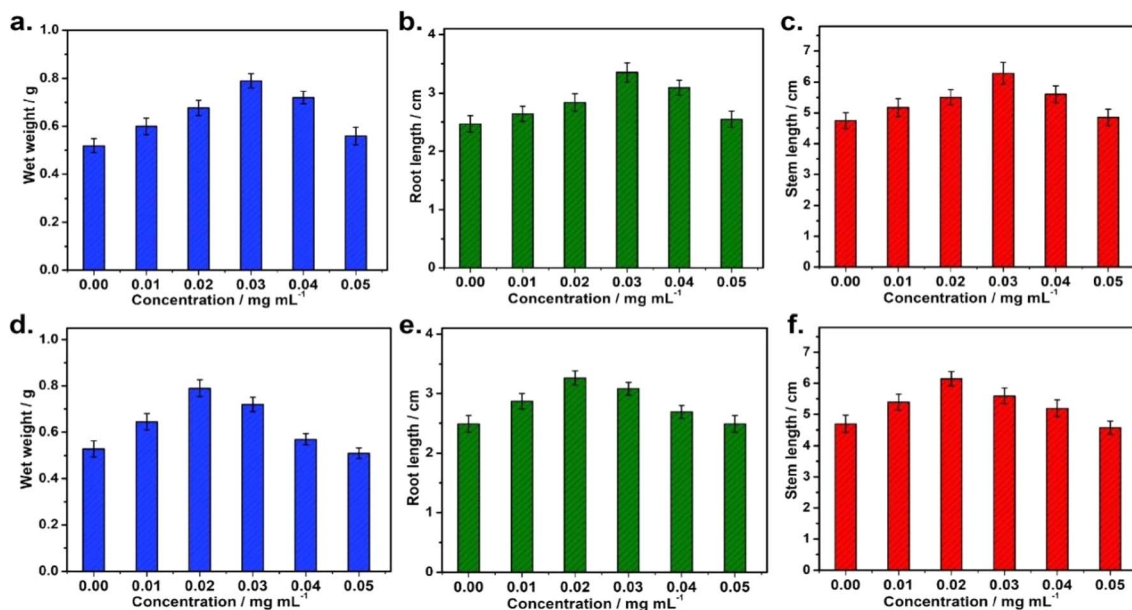 a.
Wet weight / g
1.0
0.8
0.6
0.4
0.2
0.0
0.00 0.01 0.02 0.03 0.04 0.05
Concentration / mg mL⁻¹
b.
Root length / cm
4
3
2
1
0
0.00 0.01 0.02 0.03 0.04 0.05
Concentration / mg mL⁻¹
c.
Stem length / cm
7
6
5
4
3
2
1
0
0.00 0.01 0.02 0.03 0.04 0.05
Concentration / mg mL⁻¹
d.
Wet weight / g
1.0
0.8
0.6
0.4
0.2
0.0
0.00 0.01 0.02 0.03 0.04 0.05
Concentration / mg mL⁻¹
e.
Root length / cm
4
3
2
1
0
0.00 0.01 0.02 0.03 0.04 0.05
Concentration / mg mL⁻¹
f.
Stem length / cm
7
6
5
4
3
2
1
0
0.00 0.01 0.02 0.03 0.04 0.05
Concentration / mg mL⁻¹